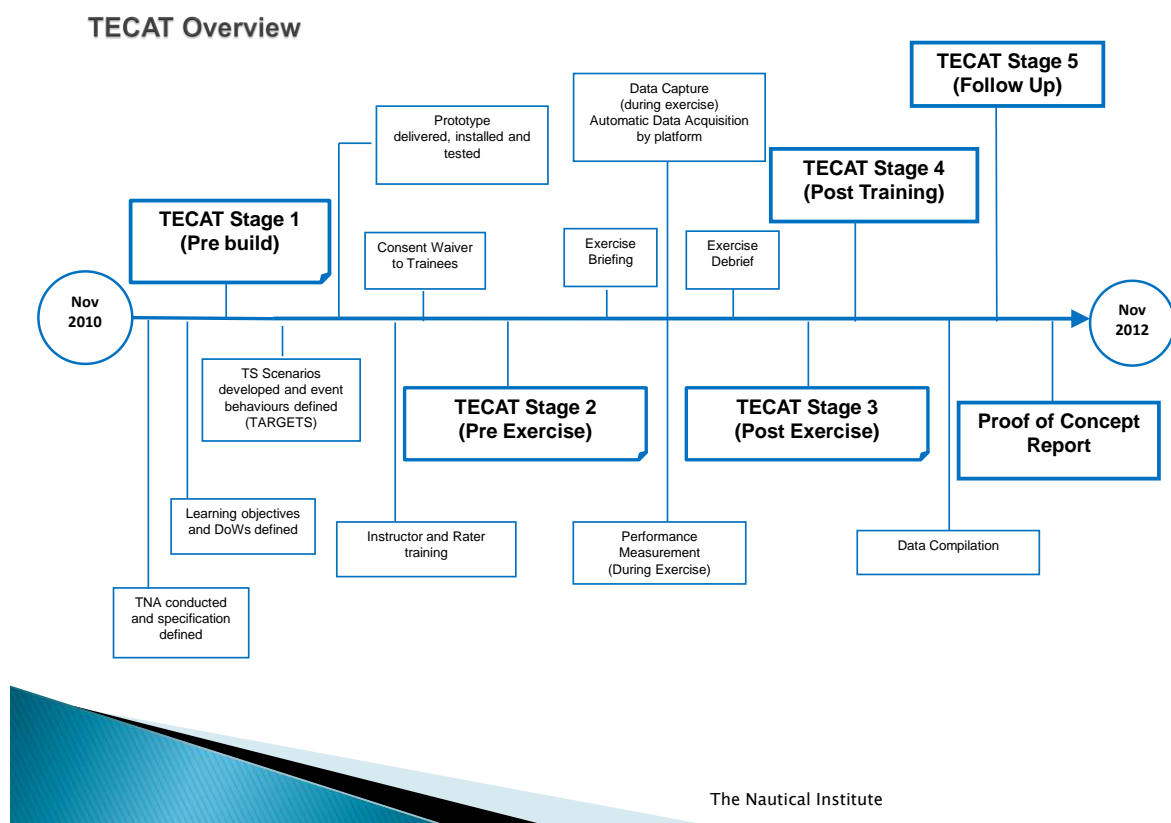 TECAT Overview
TECAT Stage 5
(Follow Up)
Data Capture
(during exercise)
Automatic Data Acquisition
by platform
Prototype
delivered, installed and
tested
TECAT Stage 4
(Post Training)
TECAT Stage 1
(Pre build)
Consent Waiver
to Trainees
Exercise
Briefing
Exercise
Debrief
Nov
2010
Nov
2012
TS Scenarios
developed and event
behaviours defined
(TARGETS)
TECAT Stage 2
(Pre Exercise)
TECAT Stage 3
(Post Exercise)
Proof of Concept
Report
Learning objectives
and DoWs defined
Instructor and Rater
training
Performance
Measurement
(During Exercise)
Data Compilation
TNA conducted
and specification
defined
The Nautical Institute